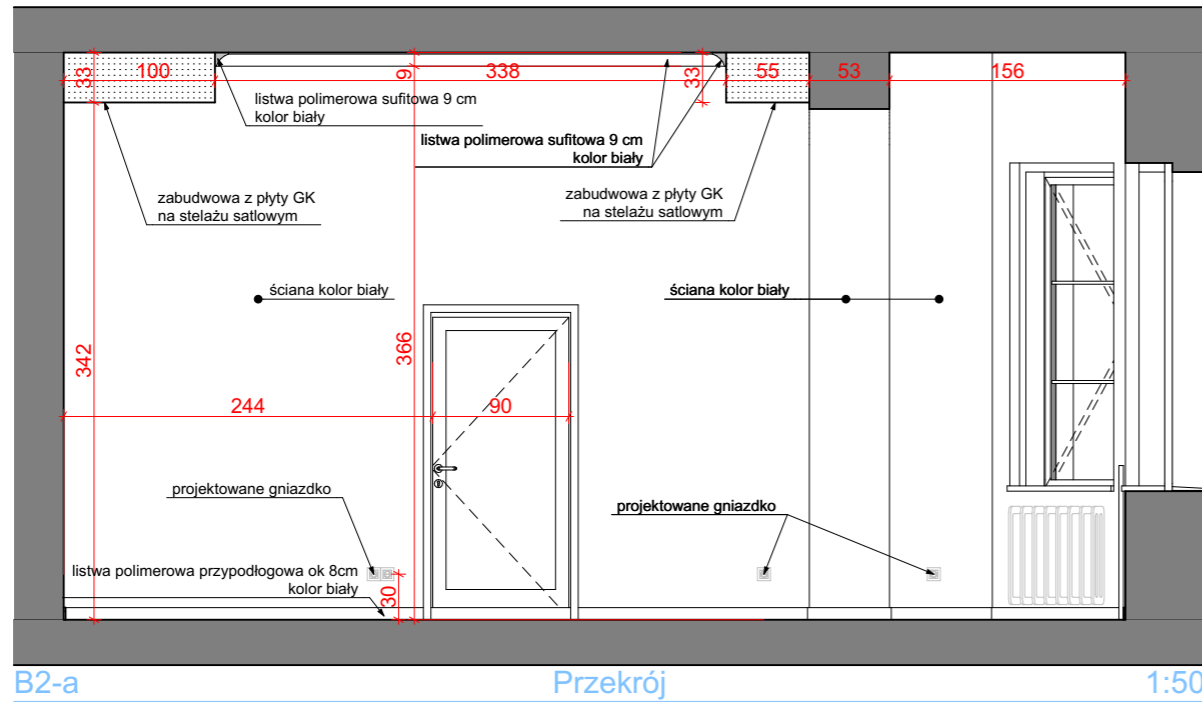 33
100
9
338
33
55
53
156
listwa polimerowa sufitowa 9 cm
kolor biały
listwa polimerowa sufitowa 9 cm
kolor biały
zabudwowa z płyty GK
na stelażu satlowym
zabudwowa z płyty GK
na stelażu satlowym
ściana kolor biały
ściana kolor biały
342
366
244
90
projektowane gniazdko
projektowane gniazdko
listwa polimerowa przypodłogowa ok 8cm
kolor biały
30
B2-a
Przekrój
1:50